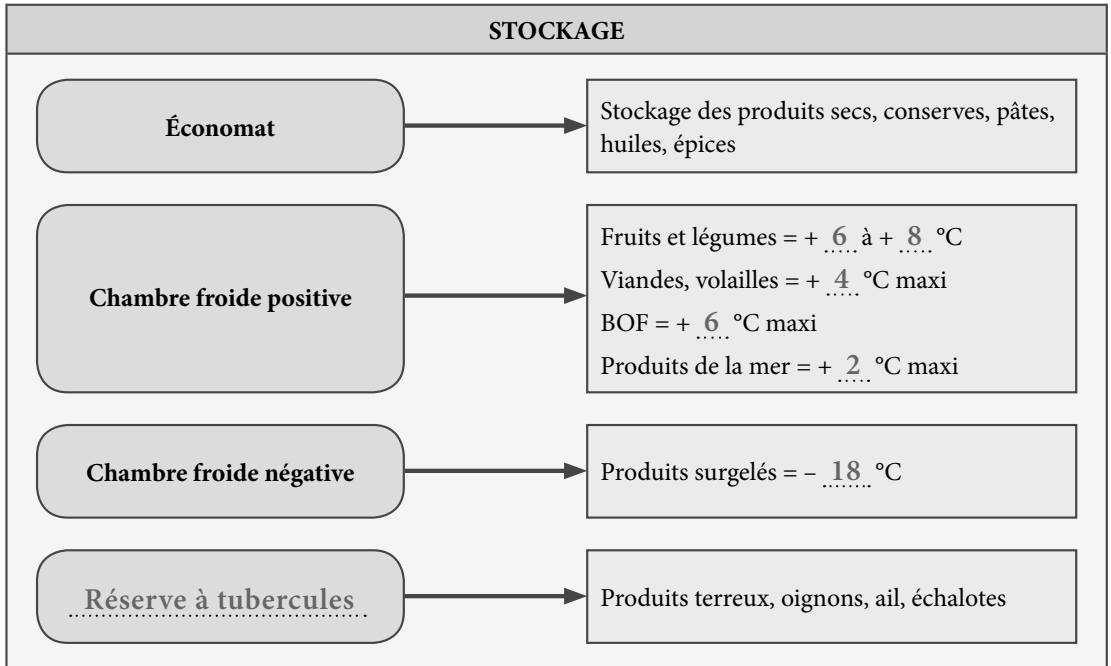 STOCKAGE
Économat
Stockage des produits secs, conserves, pâtes,
huiles, épices
Chambre froide positive
Fruits et légumes = + 6 à + 8 °C
Viandes, volailles = + 4 °C maxi
BOF = + 6 °C maxi
Produits de la mer = + 2 °C maxi
Chambre froide négative
Produits surgelés = – 18 °C
Réserve à tubercules
Produits terreux, oignons, ail, échalotes